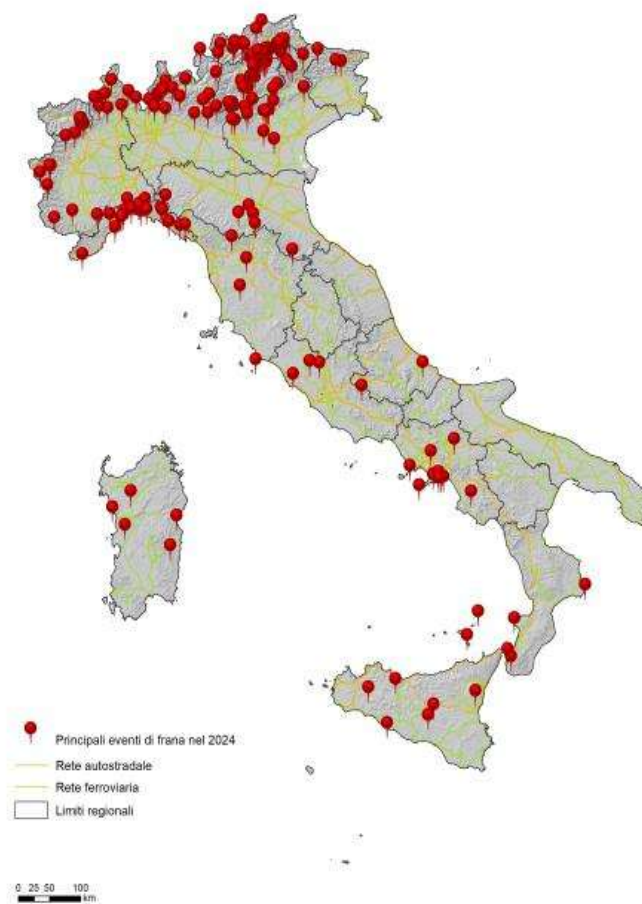 Principali eventi di frana nel 2024
Rete autostradale
Rete ferroviaria
Limiti regionali
0 25 50 100
km